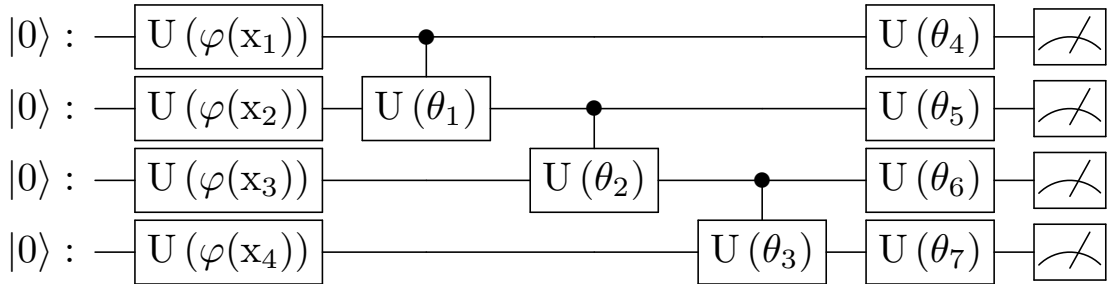 |0⟩ : U (φ(x₁)) U (θ₄)
|0⟩ : U (φ(x₂)) U (θ₁) U (θ₅)
|0⟩ : U (φ(x₃)) U (θ₂) U (θ₆)
|0⟩ : U (φ(x₄)) U (θ₃) U (θ₇)